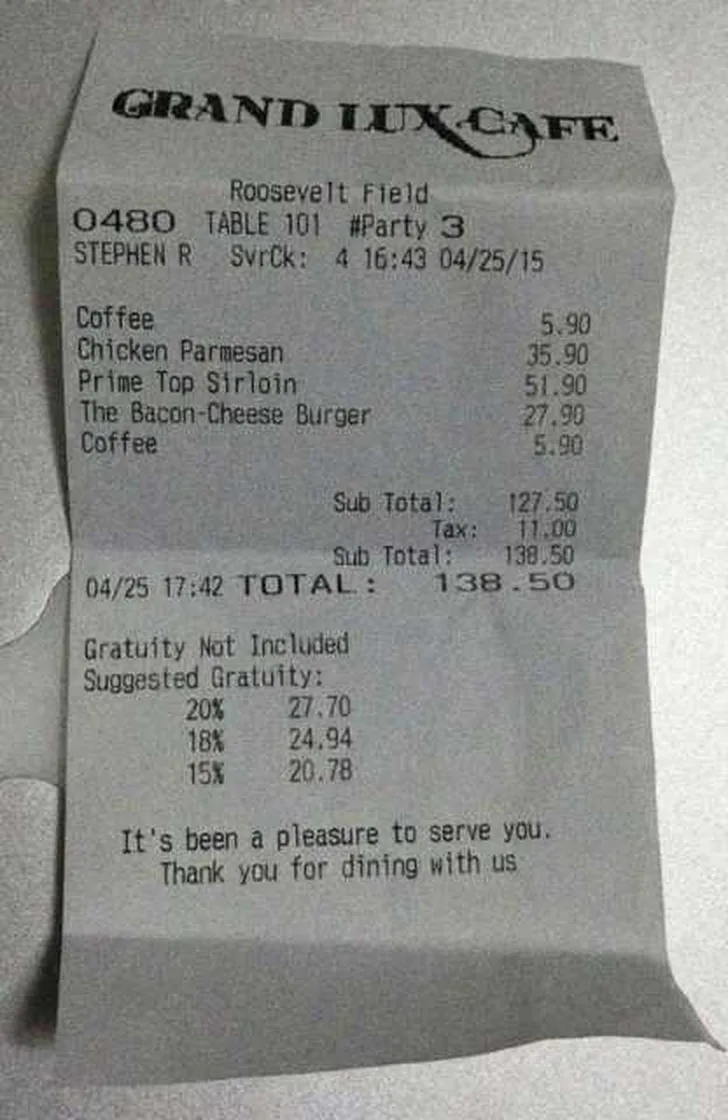 GRAND LUX CAFE
Roosevelt Field
0480 TABLE 101 #Party 3
STEPHEN R SvrCk: 4 16:43 04/25/15
Coffee 5.90
Chicken Parmesan 35.90
Prime Top Sirloin 51.90
The Bacon-Cheese Burger 27.90
Coffee 5.90
Sub Total: 127.50
Tax: 11.00
Sub Total: 138.50
04/25 17:42 TOTAL: 138.50
Gratuity Not Included
Suggested Gratuity:
20% 27.70
18% 24.94
15% 20.78
It's been a pleasure to serve you.
Thank you for dining with us